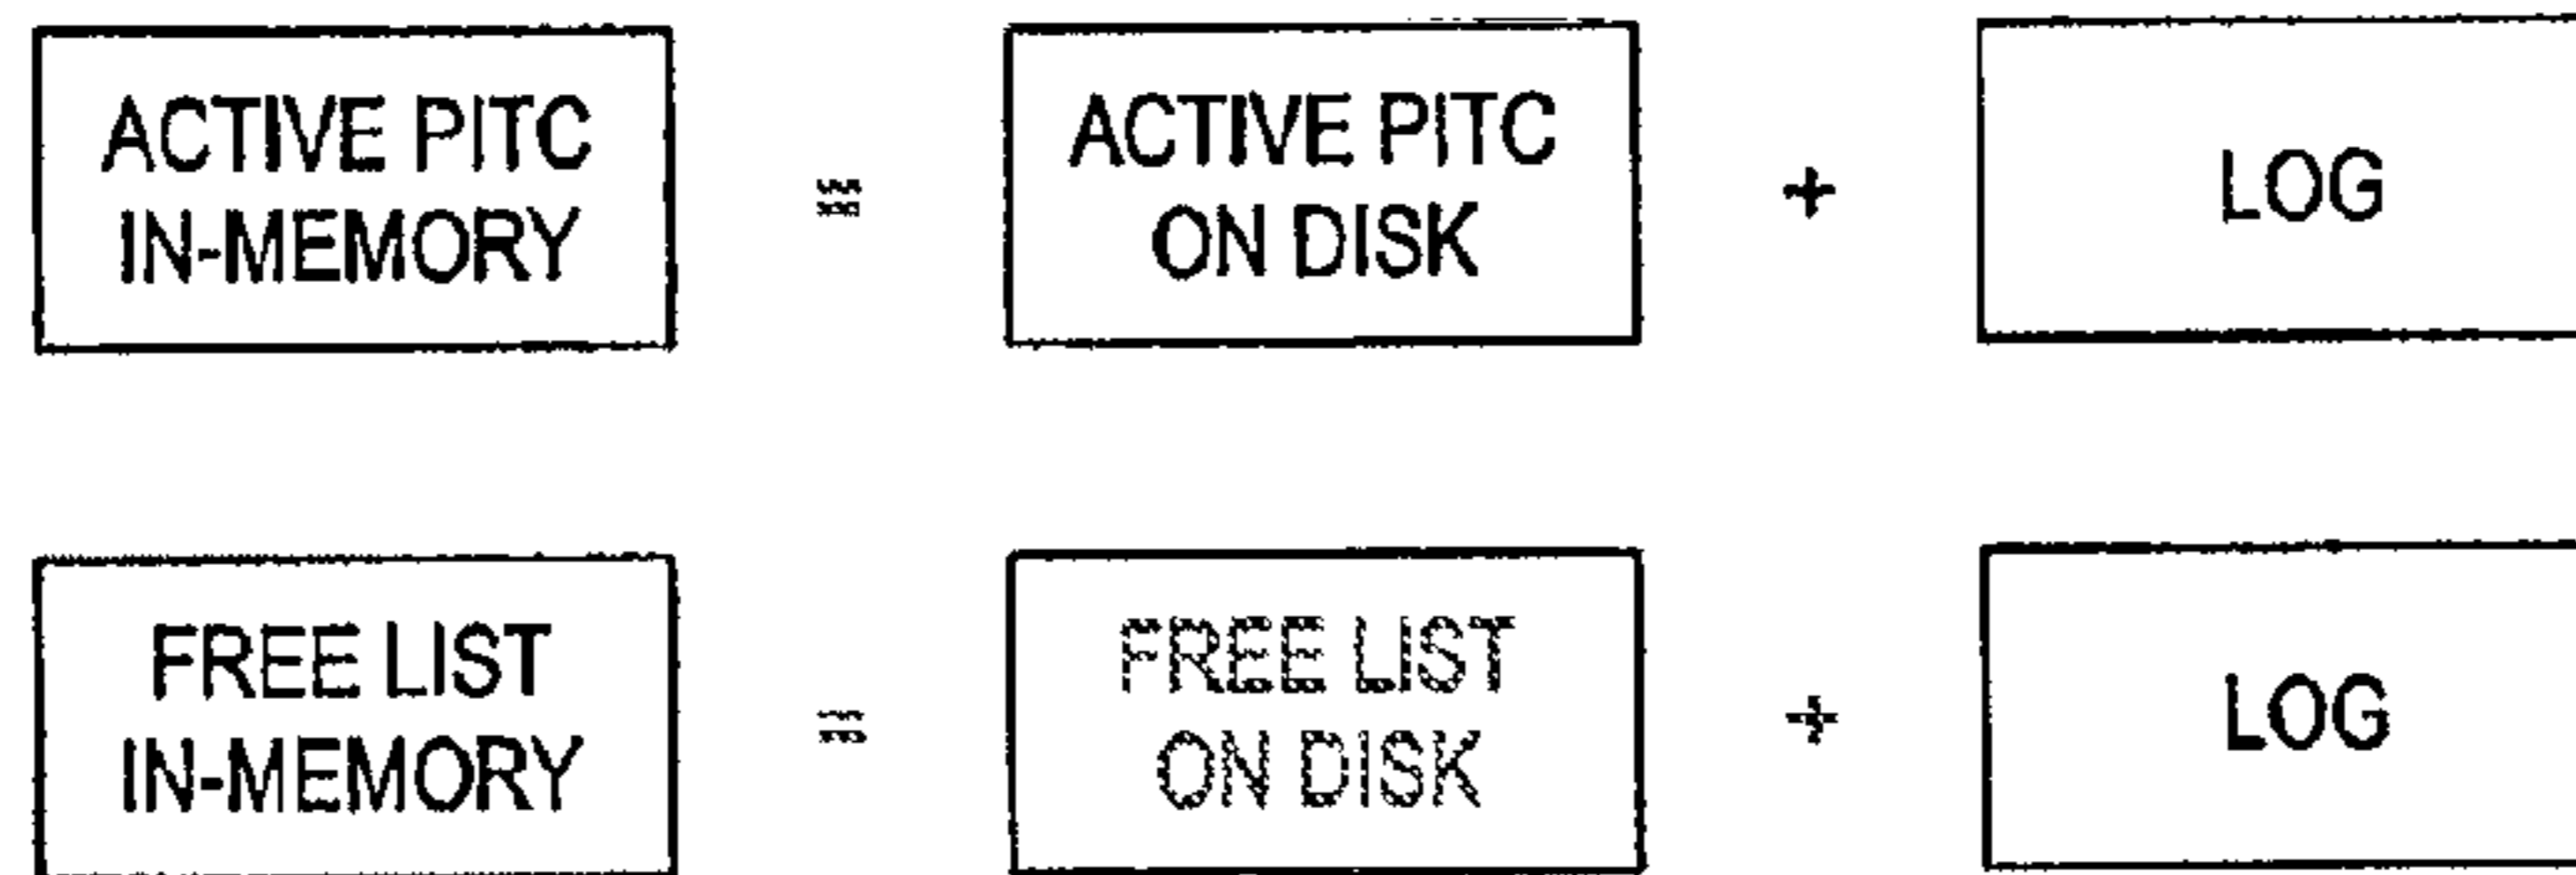 ACTIVE PITC
IN-MEMORY
=
ACTIVE PITC
ON DISK
+
LOG
FREE LIST
IN-MEMORY
=
FREE LIST
ON DISK
+
LOG